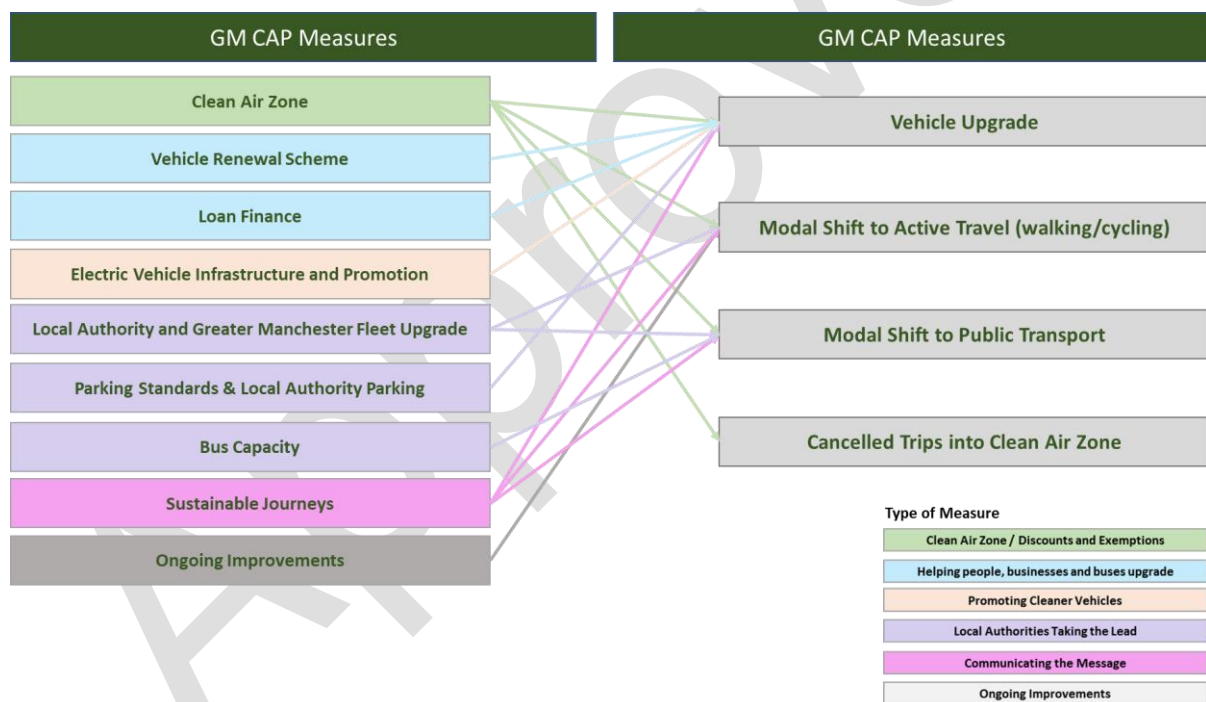 GM CAP Measures
GM CAP Measures
Clean Air Zone
Vehicle Renewal Scheme
Loan Finance
Electric Vehicle Infrastructure and Promotion
Local Authority and Greater Manchester Fleet Upgrade
Parking Standards & Local Authority Parking
Bus Capacity
Sustainable Journeys
Ongoing Improvements
Vehicle Upgrade
Modal Shift to Active Travel (walking/cycling)
Modal Shift to Public Transport
Cancelled Trips into Clean Air Zone
Type of Measure
Clean Air Zone / Discounts and Exemptions
Helping people, businesses and buses upgrade
Promoting Cleaner Vehicles
Local Authorities Taking the Lead
Communicating the Message
Ongoing Improvements